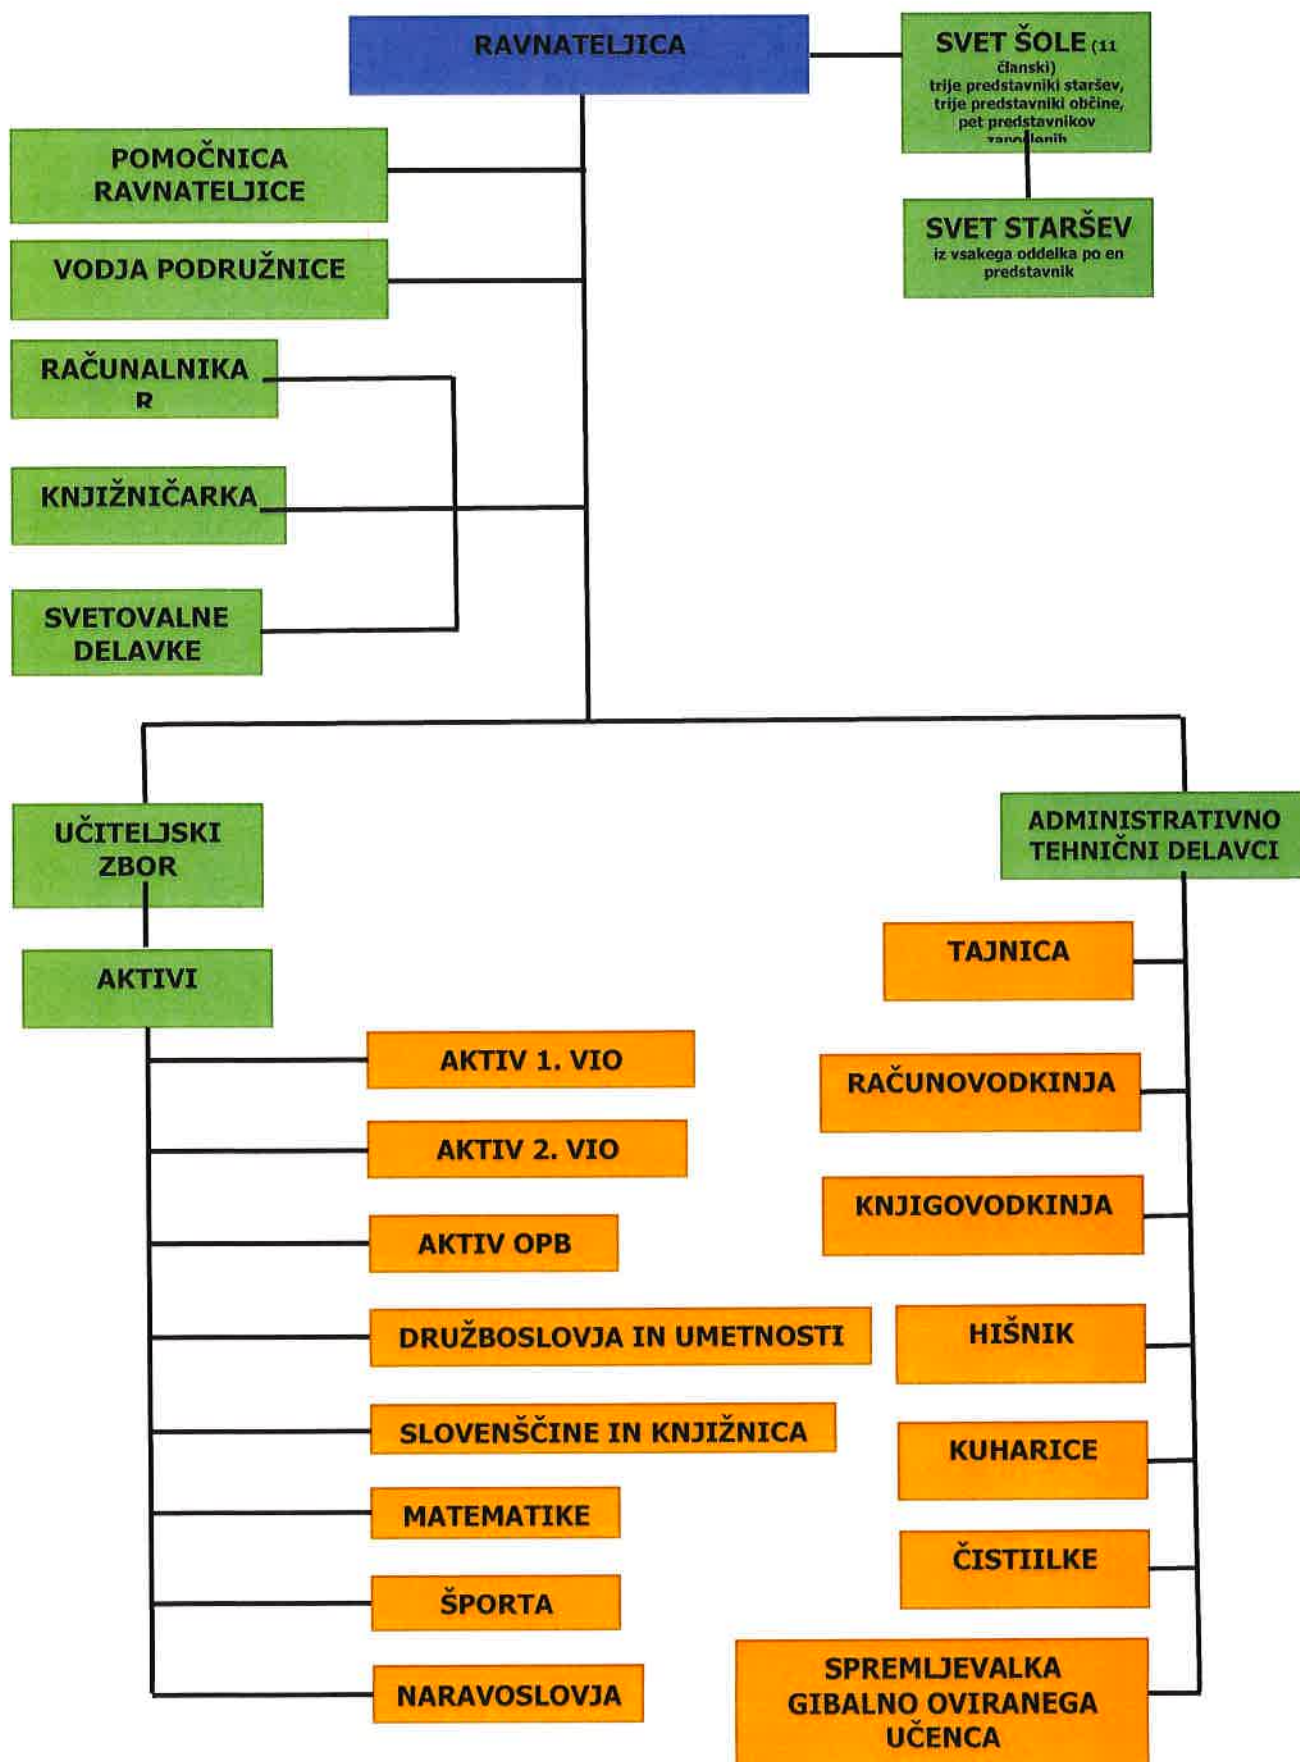 RAVNATELJICA
SVET ŠOLE (11
članski)
trije predstavniki staršev,
trije predstavniki občine,
pet predstavnikov
zaposlenih
POMOČNICA
RAVNATELJICE
SVET STARŠEV
iz vsakega oddelka po en
predstavnik
VODJA PODRUŽNICE
RAČUNALNIKA
R
KNJIŽNIČARKA
SVETOVALNE
DELAVKE
UČITELJSKI
ZBOR
AKTIVI
AKTIV 1. VIO
AKTIV 2. VIO
AKTIV OPB
DRUŽBOSLOVJA IN UMETNOSTI
SLOVENŠČINE IN KNJIŽNICA
MATEMATIKE
ŠPORTA
NARAVOSLOVJA
ADMINISTRATIVNO
TEHNIČNI DELAVCI
TAJNICA
RAČUNOVODKINJA
KNJIGOVODKINJA
HIŠNIK
KUHARICE
ČISTIILKE
SPREMLJEVALKA
GIBALNO OVIRANEGA
UČENCA